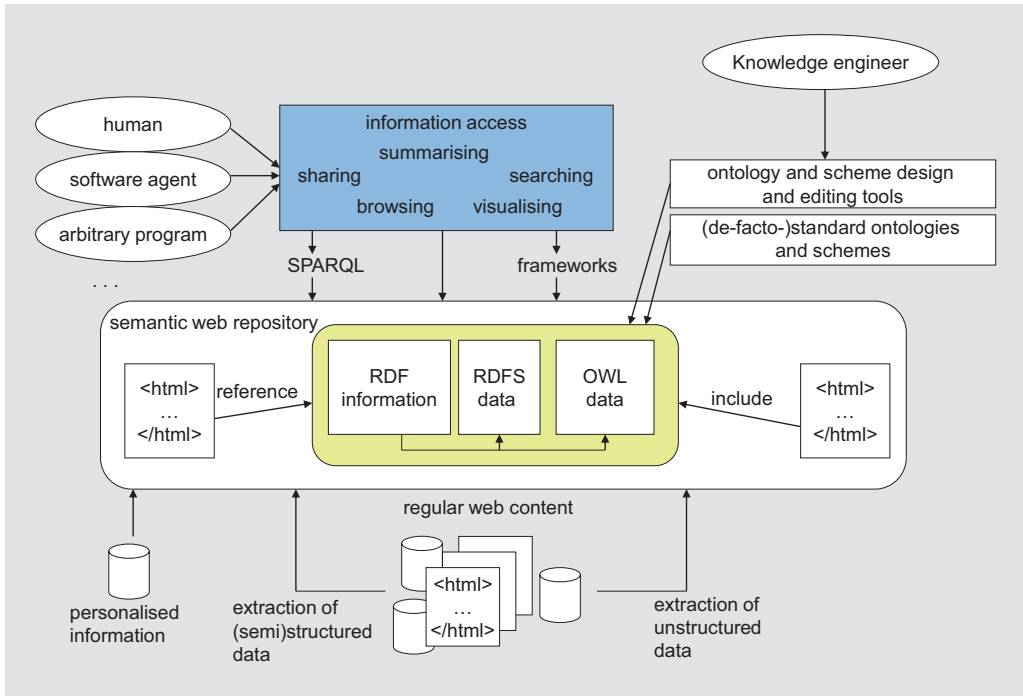 Knowledge engineer
human
software agent
arbitrary program
. . .
information access
summarising
sharing
searching
browsing
visualising
ontology and scheme design
and editing tools
(de-facto-)standard ontologies
and schemes
SPARQL
frameworks
semantic web repository
<html>
...
</html>
reference
RDF
information
RDFS
data
OWL
data
include
<html>
...
</html>
regular web content
<html>
...
</html>
personalised
information
extraction of
(semi)structured
data
extraction of
unstructured
data